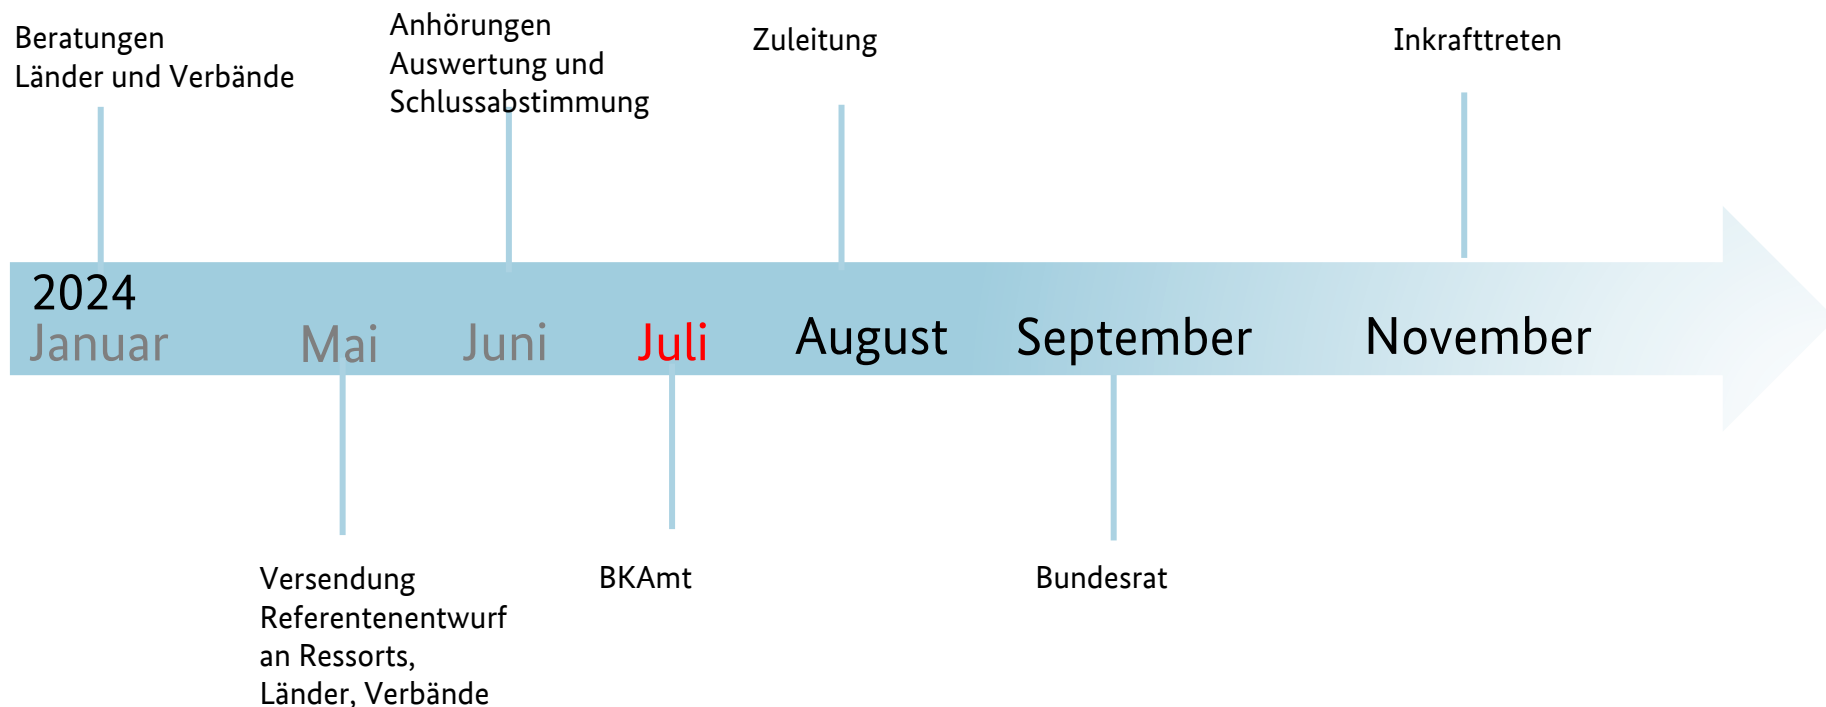 Beratungen
Länder und Verbände
Anhörungen
Auswertung und
Schlussabstimmung
Zuleitung
Inkrafttreten
2024
Januar
Mai
Juni
Juli
August
September
November
Versendung
Referentenentwurf
an Ressorts,
Länder, Verbände
BKAmt
Bundesrat